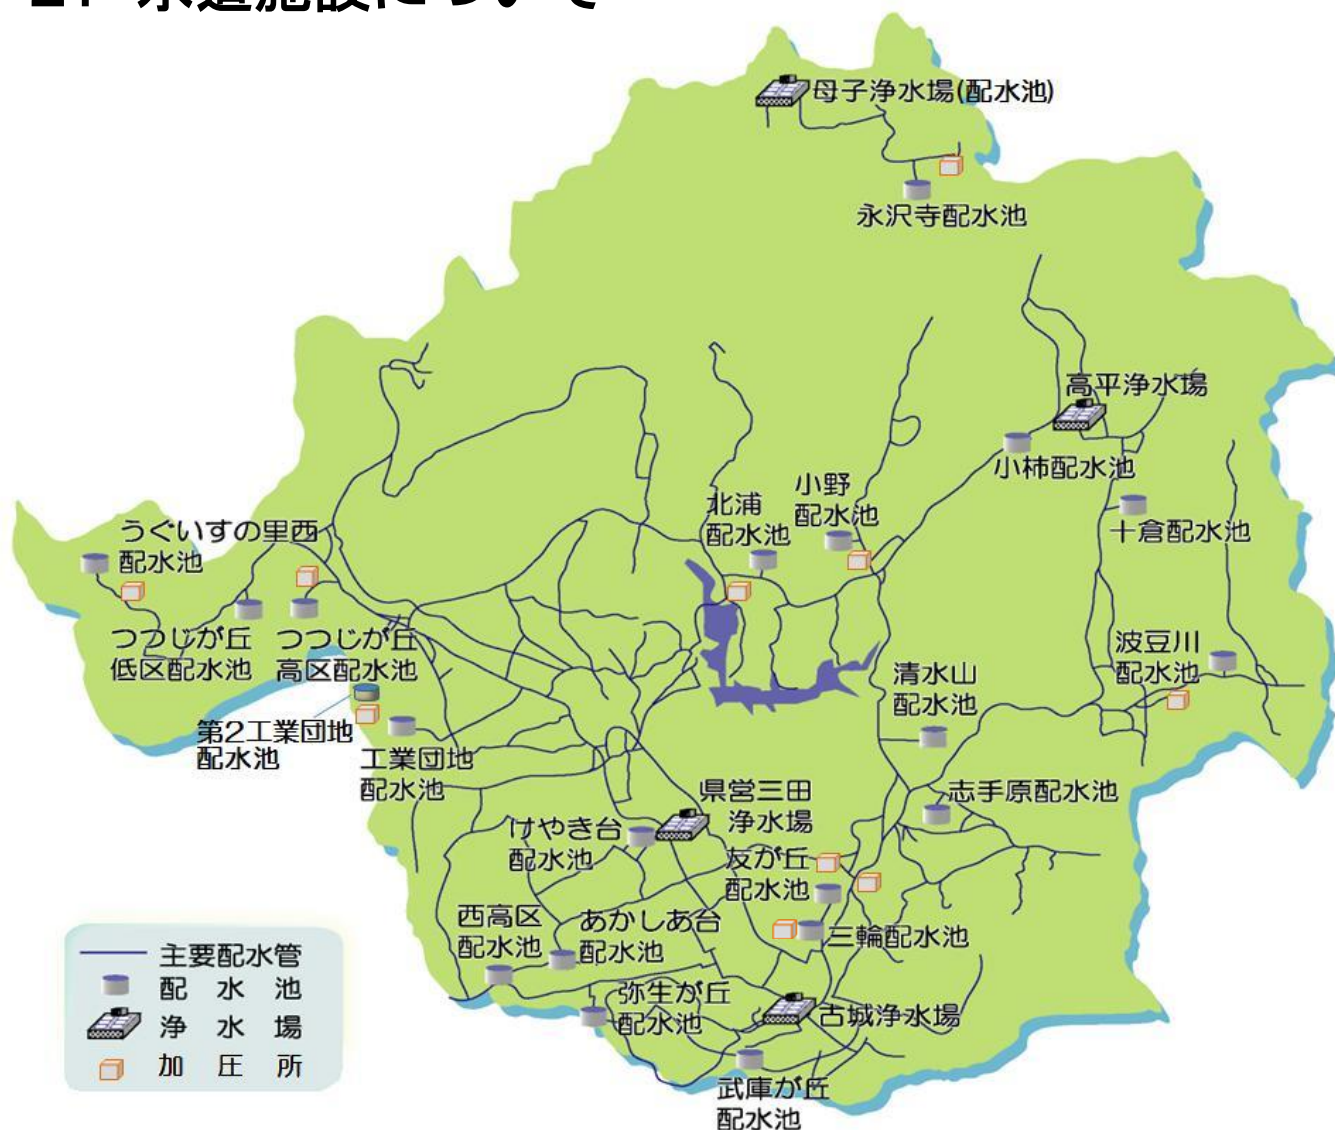 水道施設について
母子浄水場(配水池)
永沢寺配水池
高平浄水場
小柿配水池
小野
配水池
北浦
配水池
十倉配水池
うぐいすの里西
配水池
つつじが丘
低区配水池
つつじが丘
高区配水池
波豆川
配水池
清水山
配水池
第2工業団地
配水池
工業団地
配水池
県営三田
浄水場
志手原配水池
けやき台
配水池
友が丘
配水池
西高区
配水池
あかしあ台
配水池
三輪配水池
弥生が丘
配水池
古城浄水場
武庫が丘
配水池
主要配水管
配水池
浄水場
加圧所